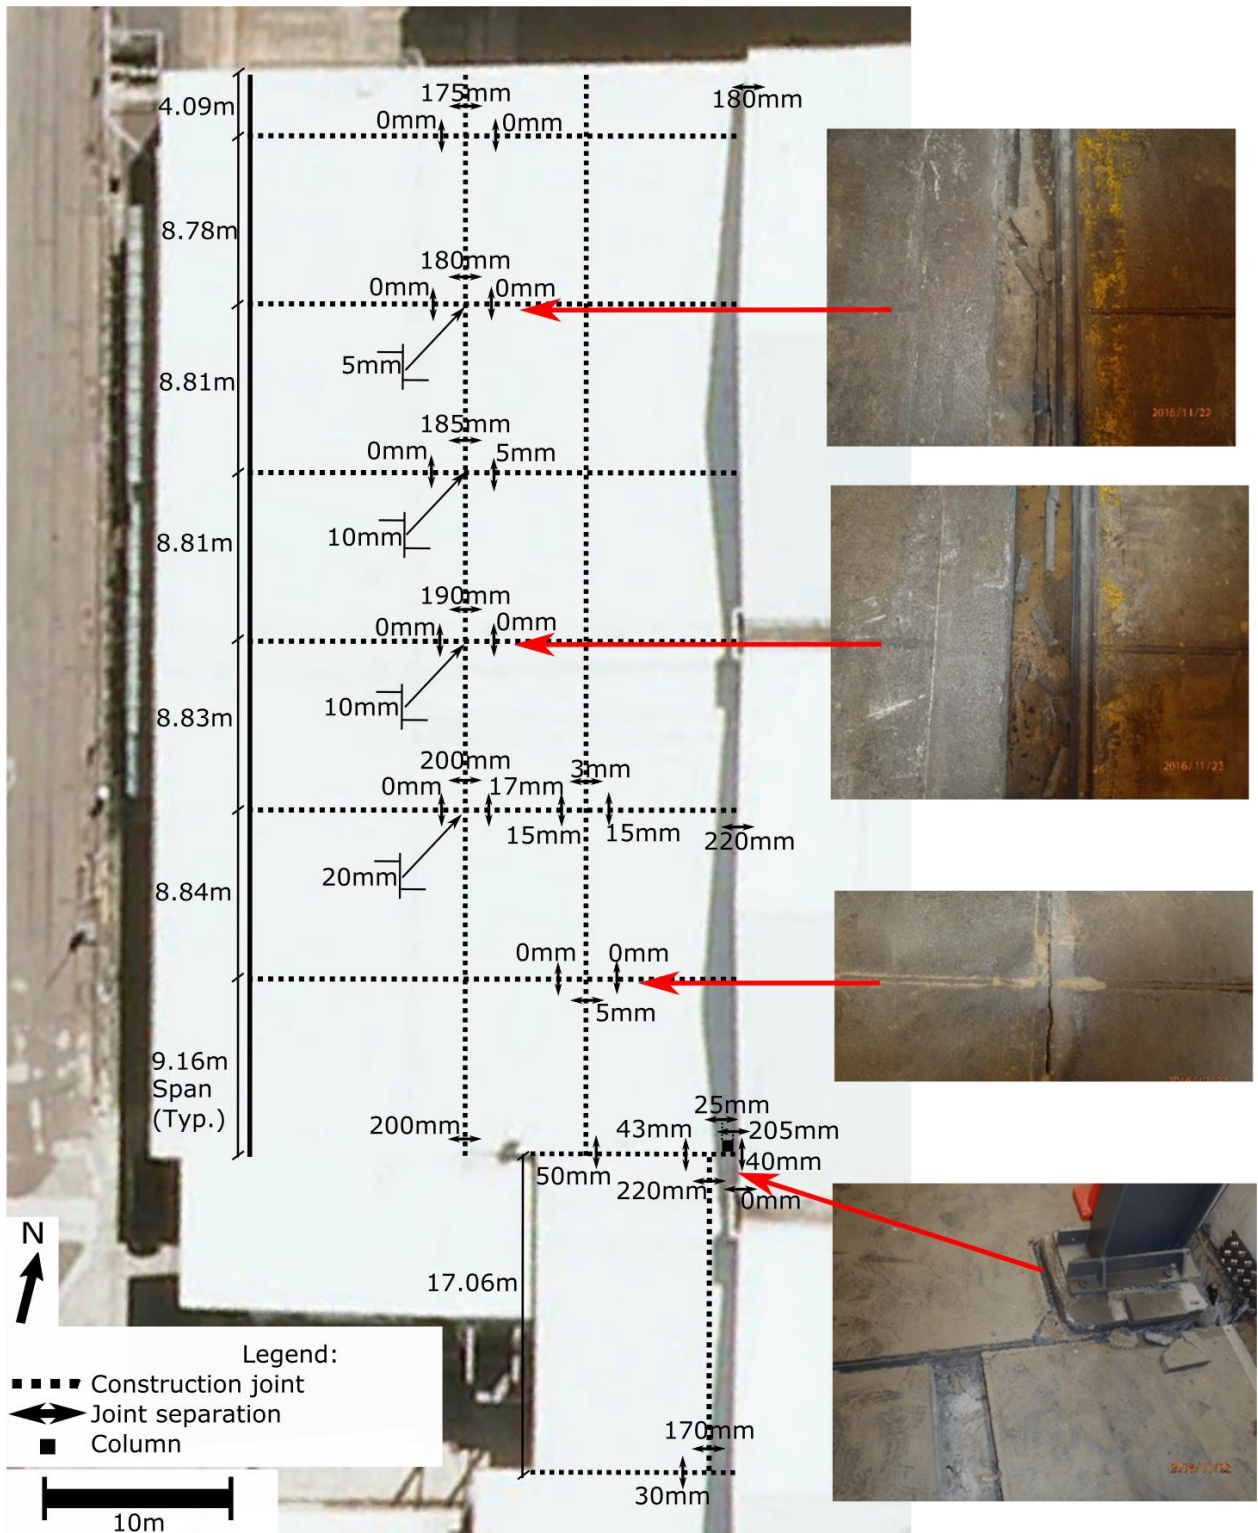 175mm
180mm
4.09m
0mm
0mm
8.78m
180mm
0mm
0mm
5mm
8.81m
2016/11/22
185mm
0mm
5mm
10mm
8.81m
190mm
0mm
0mm
10mm
8.83m
2016/11/22
200mm
3mm
0mm
17mm
15mm
15mm
220mm
20mm
8.84m
0mm
0mm
5mm
9.16m
Span
(Typ.)
25mm
200mm
43mm
205mm
50mm
40mm
220mm
0mm
N
17.06m
Legend:
Construction joint
Joint separation
Column
170mm
30mm
10m